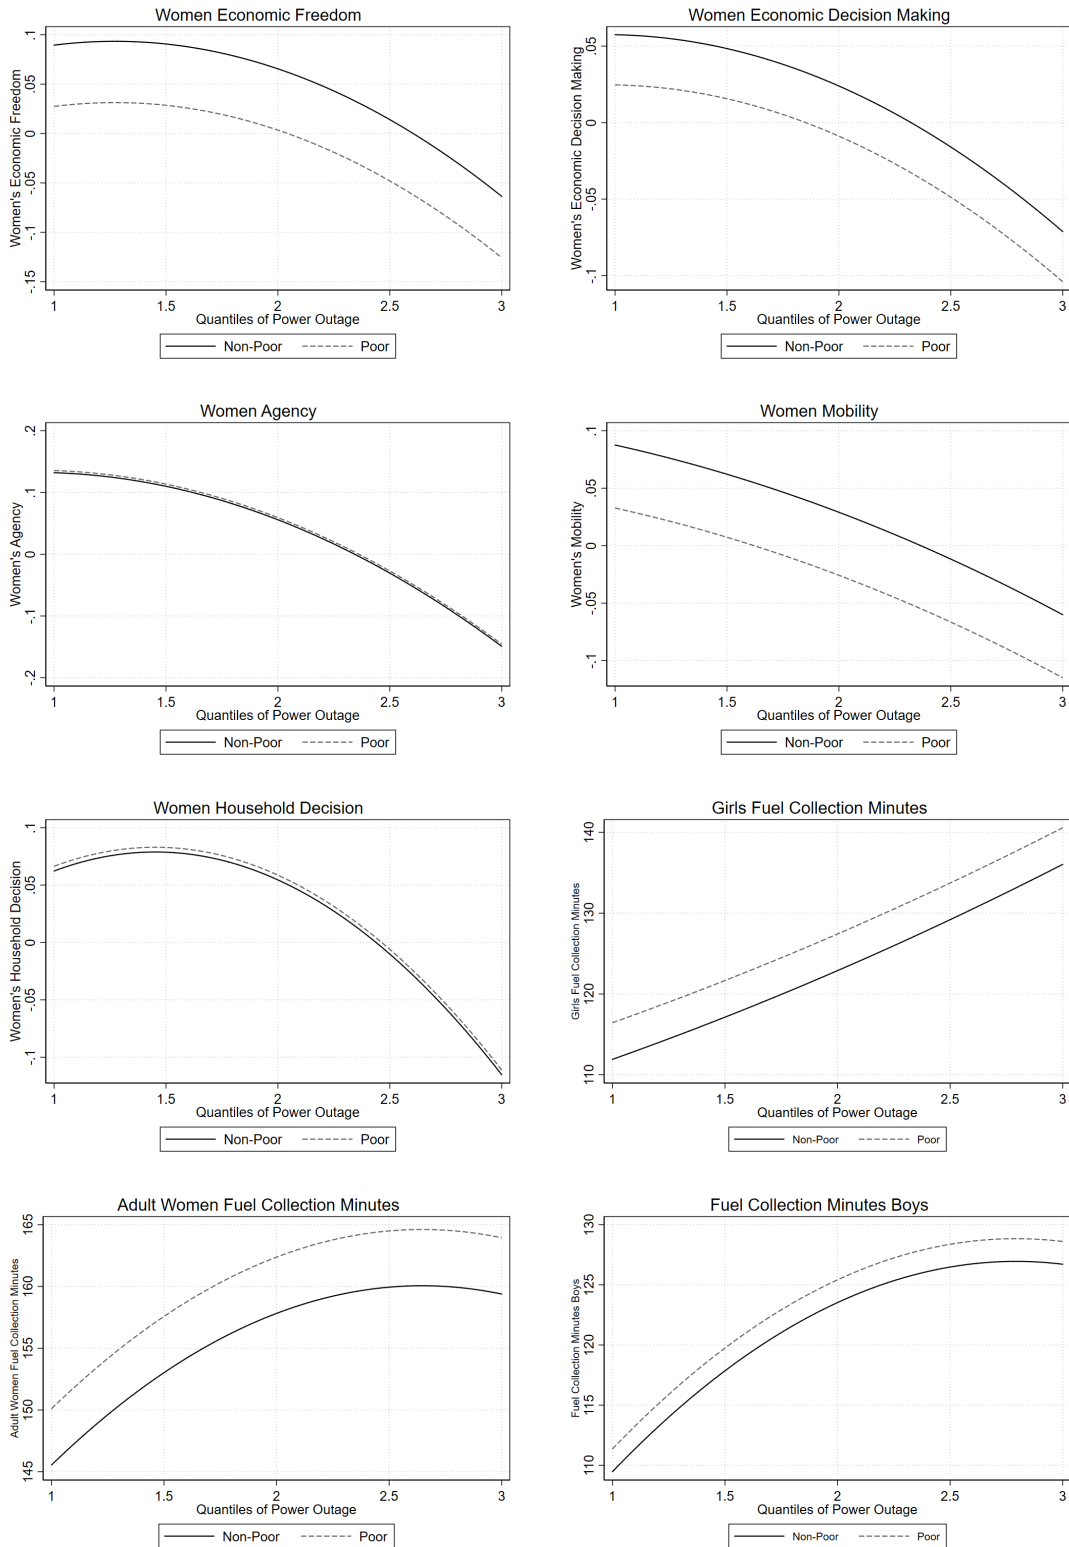 Women Economic Freedom
Women's Economic Freedom
.1
.05
0
-.05
-.1
-.15
1 1.5 2 2.5 3
Quantiles of Power Outage
Non-Poor Poor
Women Economic Decision Making
Women's Economic Decision Making
.05
0
-.05
-.1
1 1.5 2 2.5 3
Quantiles of Power Outage
Non-Poor Poor
Women Agency
Women's Agency
.2
.1
0
-.1
-.2
1 1.5 2 2.5 3
Quantiles of Power Outage
Non-Poor Poor
Women Mobility
Women's Mobility
.1
.05
0
-.05
-.1
1 1.5 2 2.5 3
Quantiles of Power Outage
Non-Poor Poor
Women Household Decision
Women's Household Decision
.1
.05
0
-.05
-.1
1 1.5 2 2.5 3
Quantiles of Power Outage
Non-Poor Poor
Girls Fuel Collection Minutes
Girls Fuel Collection Minutes
140
130
120
110
1 1.5 2 2.5 3
Quantiles of Power Outage
Non-Poor Poor
Adult Women Fuel Collection Minutes
Adult Women Fuel Collection Minutes
165
160
155
150
145
1 1.5 2 2.5 3
Quantiles of Power Outage
Non-Poor Poor
Fuel Collection Minutes Boys
Fuel Collection Minutes Boys
130
125
120
115
110
1 1.5 2 2.5 3
Quantiles of Power Outage
Non-Poor Poor